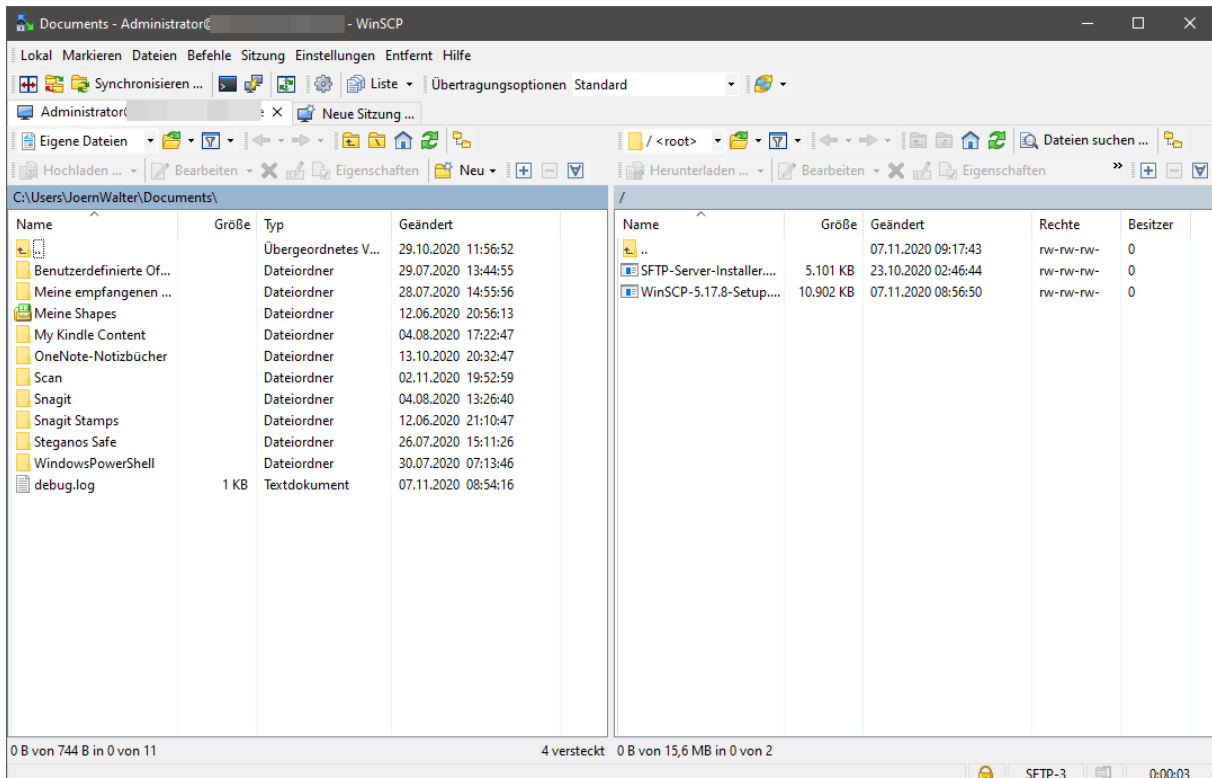 Documents - Administrator@ - WinSCP
Lokal Markieren Dateien Befehle Sitzung Einstellungen Entfernt Hilfe
Synchronisieren ... Liste Übertragungsoptionen Standard
Administrator@ Neue Sitzung ...
Eigene Dateien / <root> Dateien suchen ...
Hochladen ... Bearbeiten Eigenschaften Neu Herunterladen ... Bearbeiten Eigenschaften »
C:\Users\JoernWalter\Documents\ /
Name Größe Typ Geändert Name Größe Geändert Rechte Besitzer
.. Übergeordnetes V... 29.10.2020 11:56:52 .. 07.11.2020 09:17:43 rw-rw-rw- 0
Benutzerdefinierte Of... Dateiordner 29.07.2020 13:44:55 SFTP-Server-Installer.... 5.101 KB 23.10.2020 02:46:44 rw-rw-rw- 0
Meine empfangenen ... Dateiordner 28.07.2020 14:55:56 WinSCP-5.17.8-Setup.... 10.902 KB 07.11.2020 08:56:50 rw-rw-rw- 0
Meine Shapes Dateiordner 12.06.2020 20:56:13
My Kindle Content Dateiordner 04.08.2020 17:22:47
OneNote-Notizbücher Dateiordner 13.10.2020 20:32:47
Scan Dateiordner 02.11.2020 19:52:59
Snagit Dateiordner 04.08.2020 13:26:40
Snagit Stamps Dateiordner 12.06.2020 21:10:47
Steganos Safe Dateiordner 26.07.2020 15:11:26
WindowsPowerShell Dateiordner 30.07.2020 07:13:46
debug.log 1 KB Textdokument 07.11.2020 08:54:16
0 B von 744 B in 0 von 11 4 versteckt 0 B von 15,6 MB in 0 von 2
SFTP-3 0:00:03